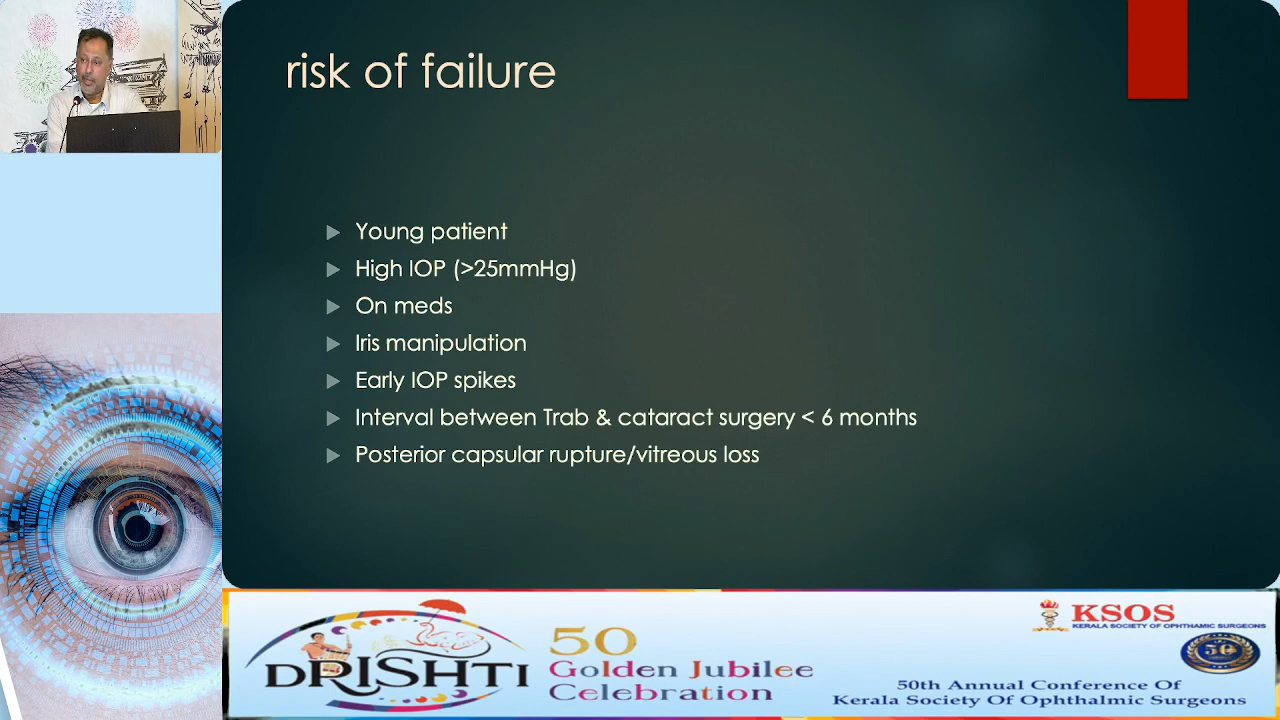 risk of failure
Young patient
High IOP (>25mmHg)
On meds
Iris manipulation
Early IOP spikes
Interval between Trab & cataract surgery < 6 months
Posterior capsular rupture/vitreous loss
DRISHTI
50
Golden Jubilee
Celebration
KSOS
KERALA SOCIETY OF OPHTHAMIC SURGEONS
50
50th Annual Conference Of
Kerala Society Of Ophthalmic Surgeons